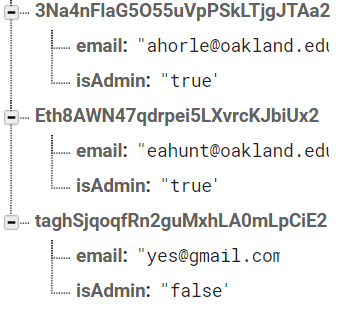 3Na4nFlaG5O55uVpPSkLTjgJTAa2
email: "ahorle@oakland.edu
isAdmin: "true"
Eth8AWN47qdrpei5LXvrcKJbiUx2
email: "eahunt@oakland.edu
isAdmin: "true"
taghSjqoqfRn2guMxhLA0mLpCiE2
email: "yes@gmail.com
isAdmin: "false"